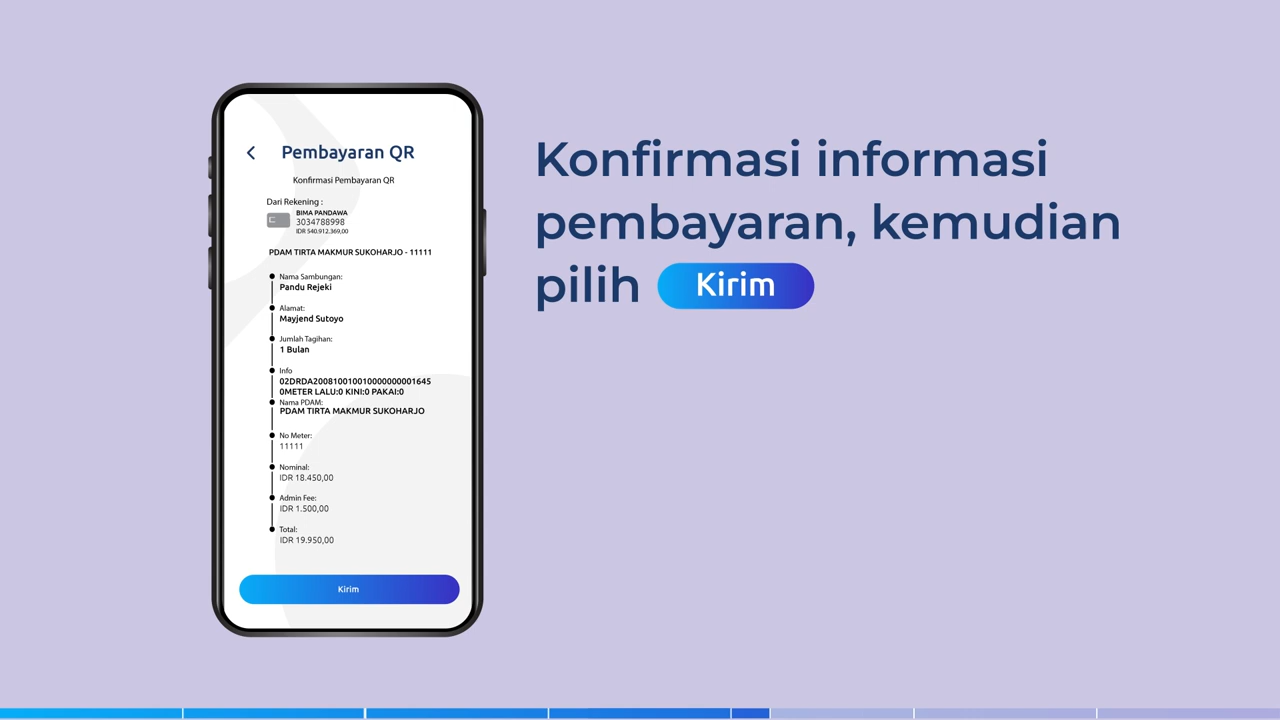 Pembayaran QR
Konfirmasi Pembayaran QR
Dari Rekening :
BIMA PANDAWA
3034788998
IDR 540,912,369,00
PDAM TIRTA MAKMUR SUKOHARJO - 11111
Nama Sambungan:
Pandu Rejeki
Alamat:
Mayjend Sutoyo
Jumlah Tagihan:
1 Bulan
Info
02DRDA200810010010000000001645
0METER LALU:0 KINI:0 PAKAI:0
Nama PDAM:
PDAM TIRTA MAKMUR SUKOHARJO
No Meter:
11111
Nominal:
IDR 18.450,00
Admin Fee:
IDR 1.500,00
Total:
IDR 19.950,00
Kirim
Konfirmasi informasi
pembayaran, kemudian
pilih Kirim